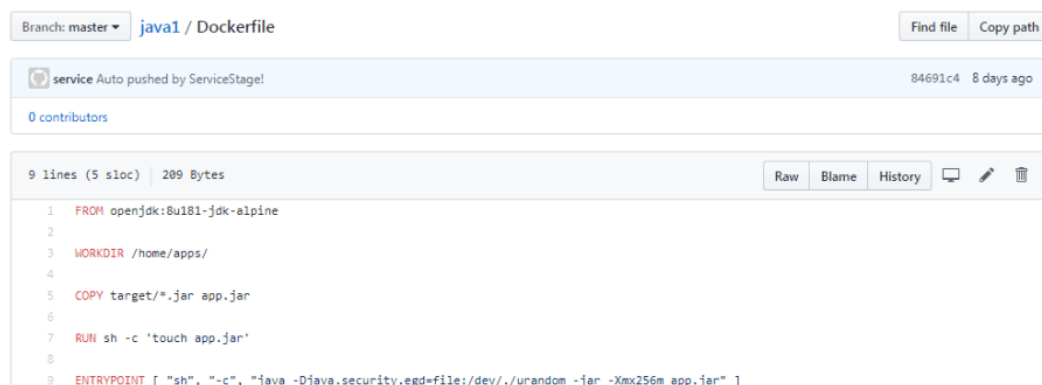 Branch: master java1 / Dockerfile Find file Copy path
service Auto pushed by ServiceStage! 84691c4 8 days ago
0 contributors
9 lines (5 sloc) 209 Bytes Raw Blame History
1 FROM openjdk:8u181-jdk-alpine
2
3 WORKDIR /home/apps/
4
5 COPY target/*.jar app.jar
6
7 RUN sh -c 'touch app.jar'
8
9 ENTRYPOINT [ "sh", "-c", "java -Djava.security.egd=file:/dev/./urandom -jar -Xmx256m app.jar" ]